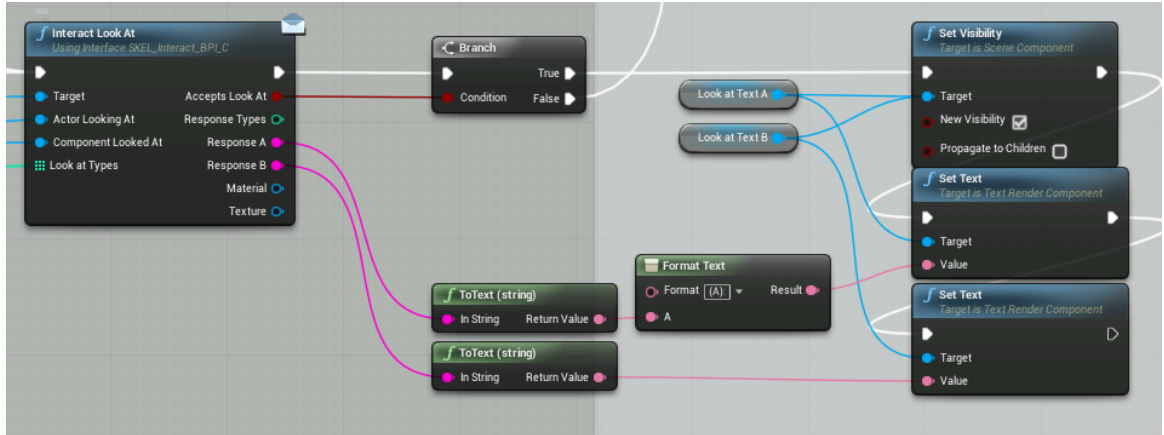 Interact Look At
Using Interface SKEL_Interact_BPI_C
Target
Accepts Look At
Actor Looking At
Response Types
Component Looked At
Response A
Look at Types
Response B
Material
Texture
Branch
True
Condition
False
Look at Text A
Look at Text B
Set Visibility
Target is Scene Component
Target
New Visibility
Propagate to Children
Set Text
Target is Text Render Component
Target
Value
Format Text
Format {A}:
Result
A
ToText (string)
In String
Return Value
ToText (string)
In String
Return Value
Set Text
Target is Text Render Component
Target
Value